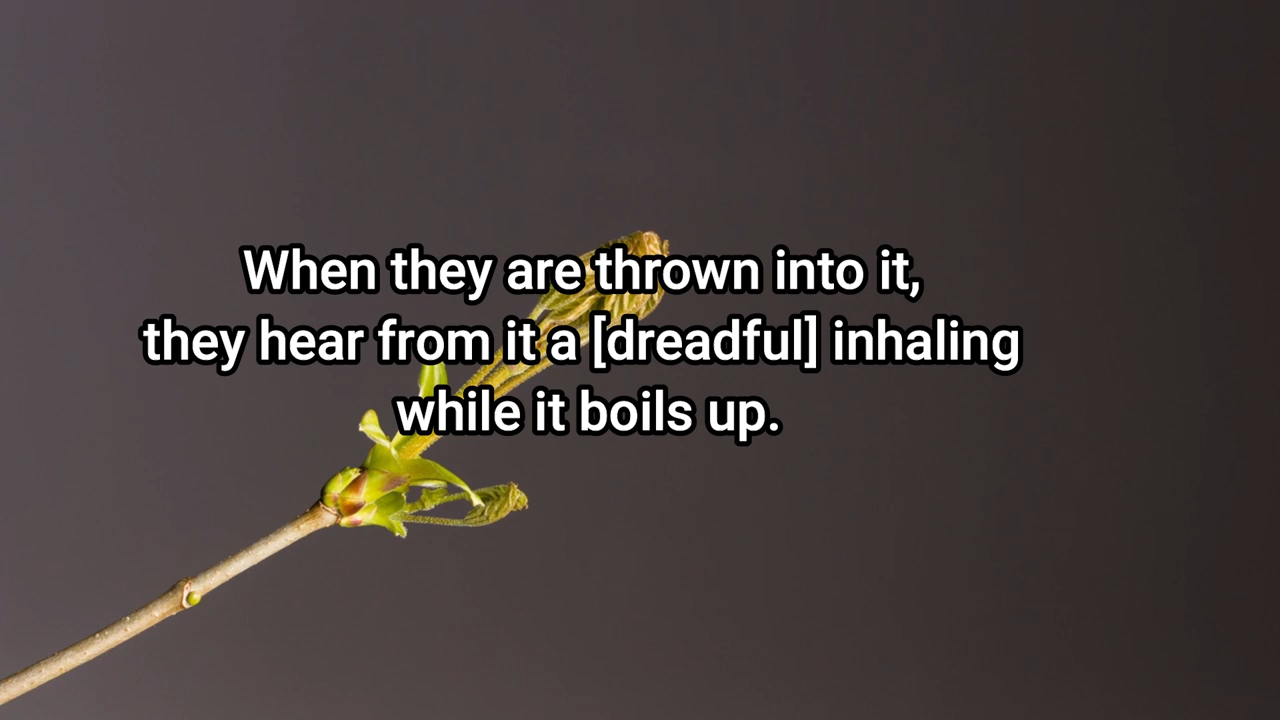 When they are thrown into it,
they hear from it a [dreadful] inhaling
while it boils up.